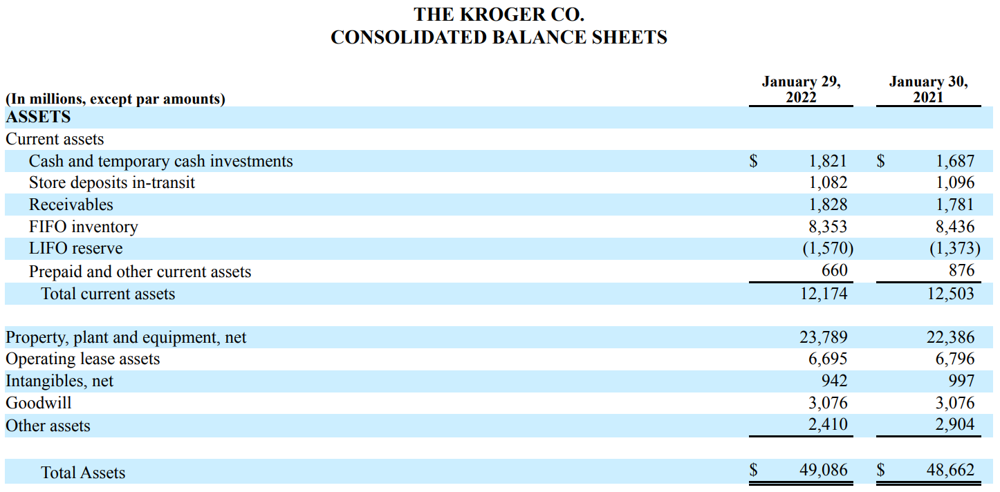 THE KROGER CO.
CONSOLIDATED BALANCE SHEETS
(In millions, except par amounts) January 29, 2022 January 30, 2021
ASSETS
Current assets
Cash and temporary cash investments $ 1,821 $ 1,687
Store deposits in-transit 1,082 1,096
Receivables 1,828 1,781
FIFO inventory 8,353 8,436
LIFO reserve (1,570) (1,373)
Prepaid and other current assets 660 876
Total current assets 12,174 12,503
Property, plant and equipment, net 23,789 22,386
Operating lease assets 6,695 6,796
Intangibles, net 942 997
Goodwill 3,076 3,076
Other assets 2,410 2,904
Total Assets $ 49,086 $ 48,662